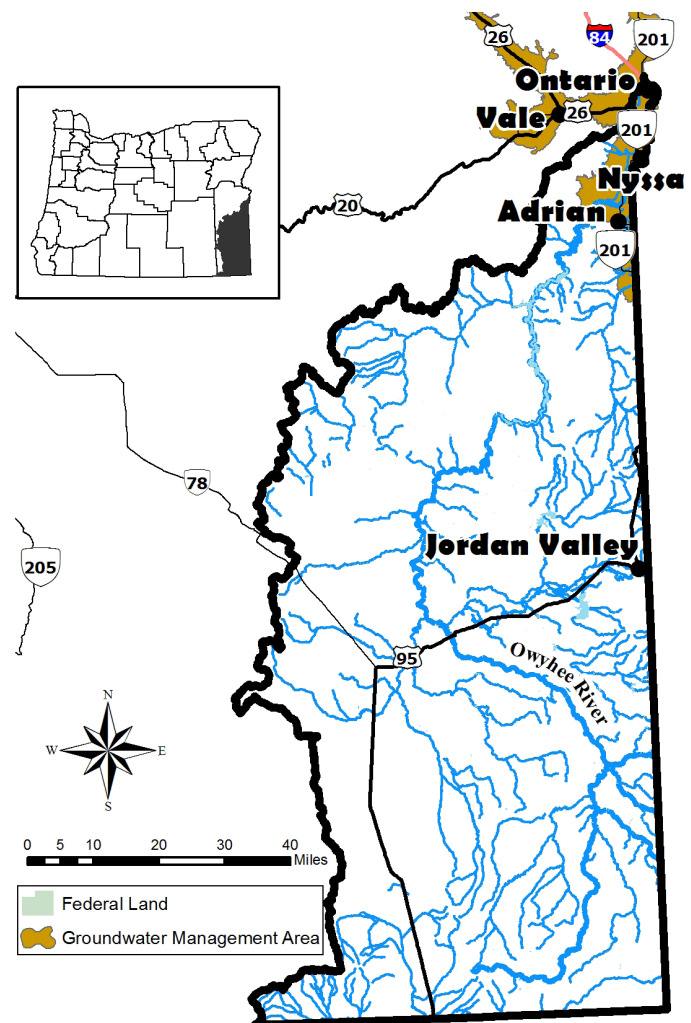 26
84
201
Ontario
Vale
26
201
Nyssa
20
Adrian
201
78
Jordan Valley
205
95
Owyhee River
N
W
E
S
0 5 10 20 30 40
Miles
Federal Land
Groundwater Management Area